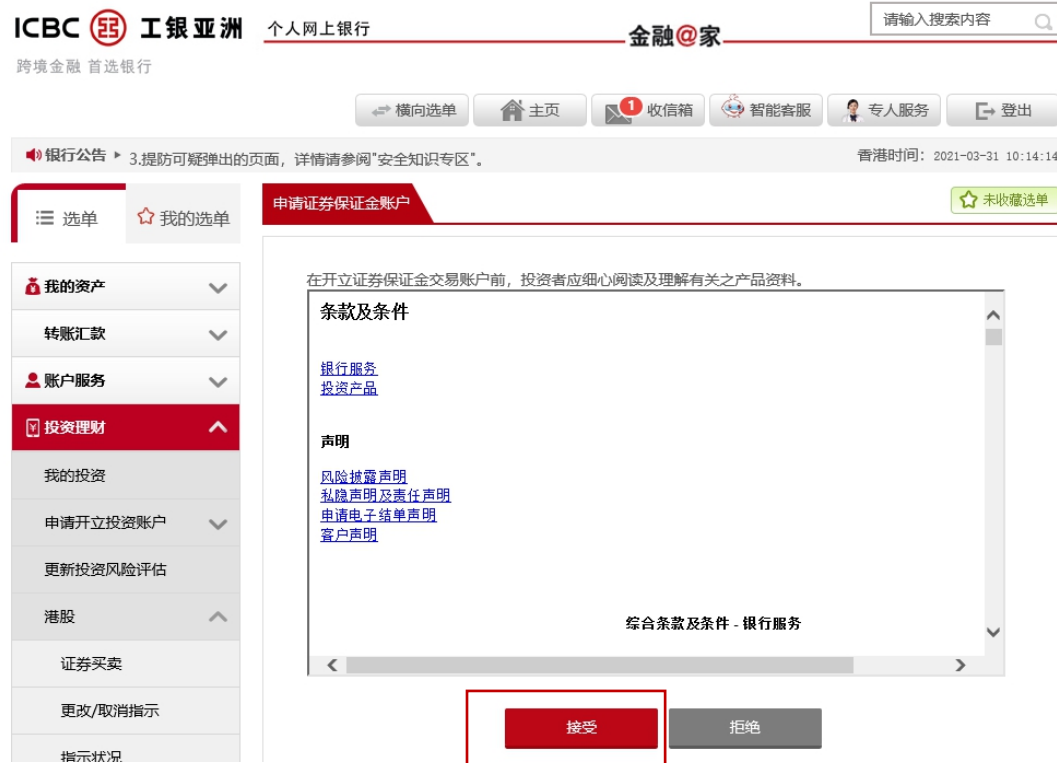 ICBC 工银亚洲 个人网上银行 金融@家 请输入搜索内容
跨境金融 首选银行
横向选单 主页 1 收信箱 智能客服 专人服务 登出
银行公告 3.提防可疑弹出的页面，详情请参阅"安全知识专区"。 香港时间：2021-03-31 10:14:14
选单 我的选单
申请证券保证金账户 未收藏选单
我的资产
转账汇款
账户服务
投资理财
我的投资
申请开立投资账户
更新投资风险评估
港股
证券买卖
更改/取消指示
指示状况
在开立证券保证金交易账户前，投资者应细心阅读及理解有关之产品资料。
条款及条件
银行服务
投资产品
声明
风险披露声明
私隐声明及责任声明
申请电子结单声明
客户声明
综合条款及条件 - 银行服务
接受 拒绝